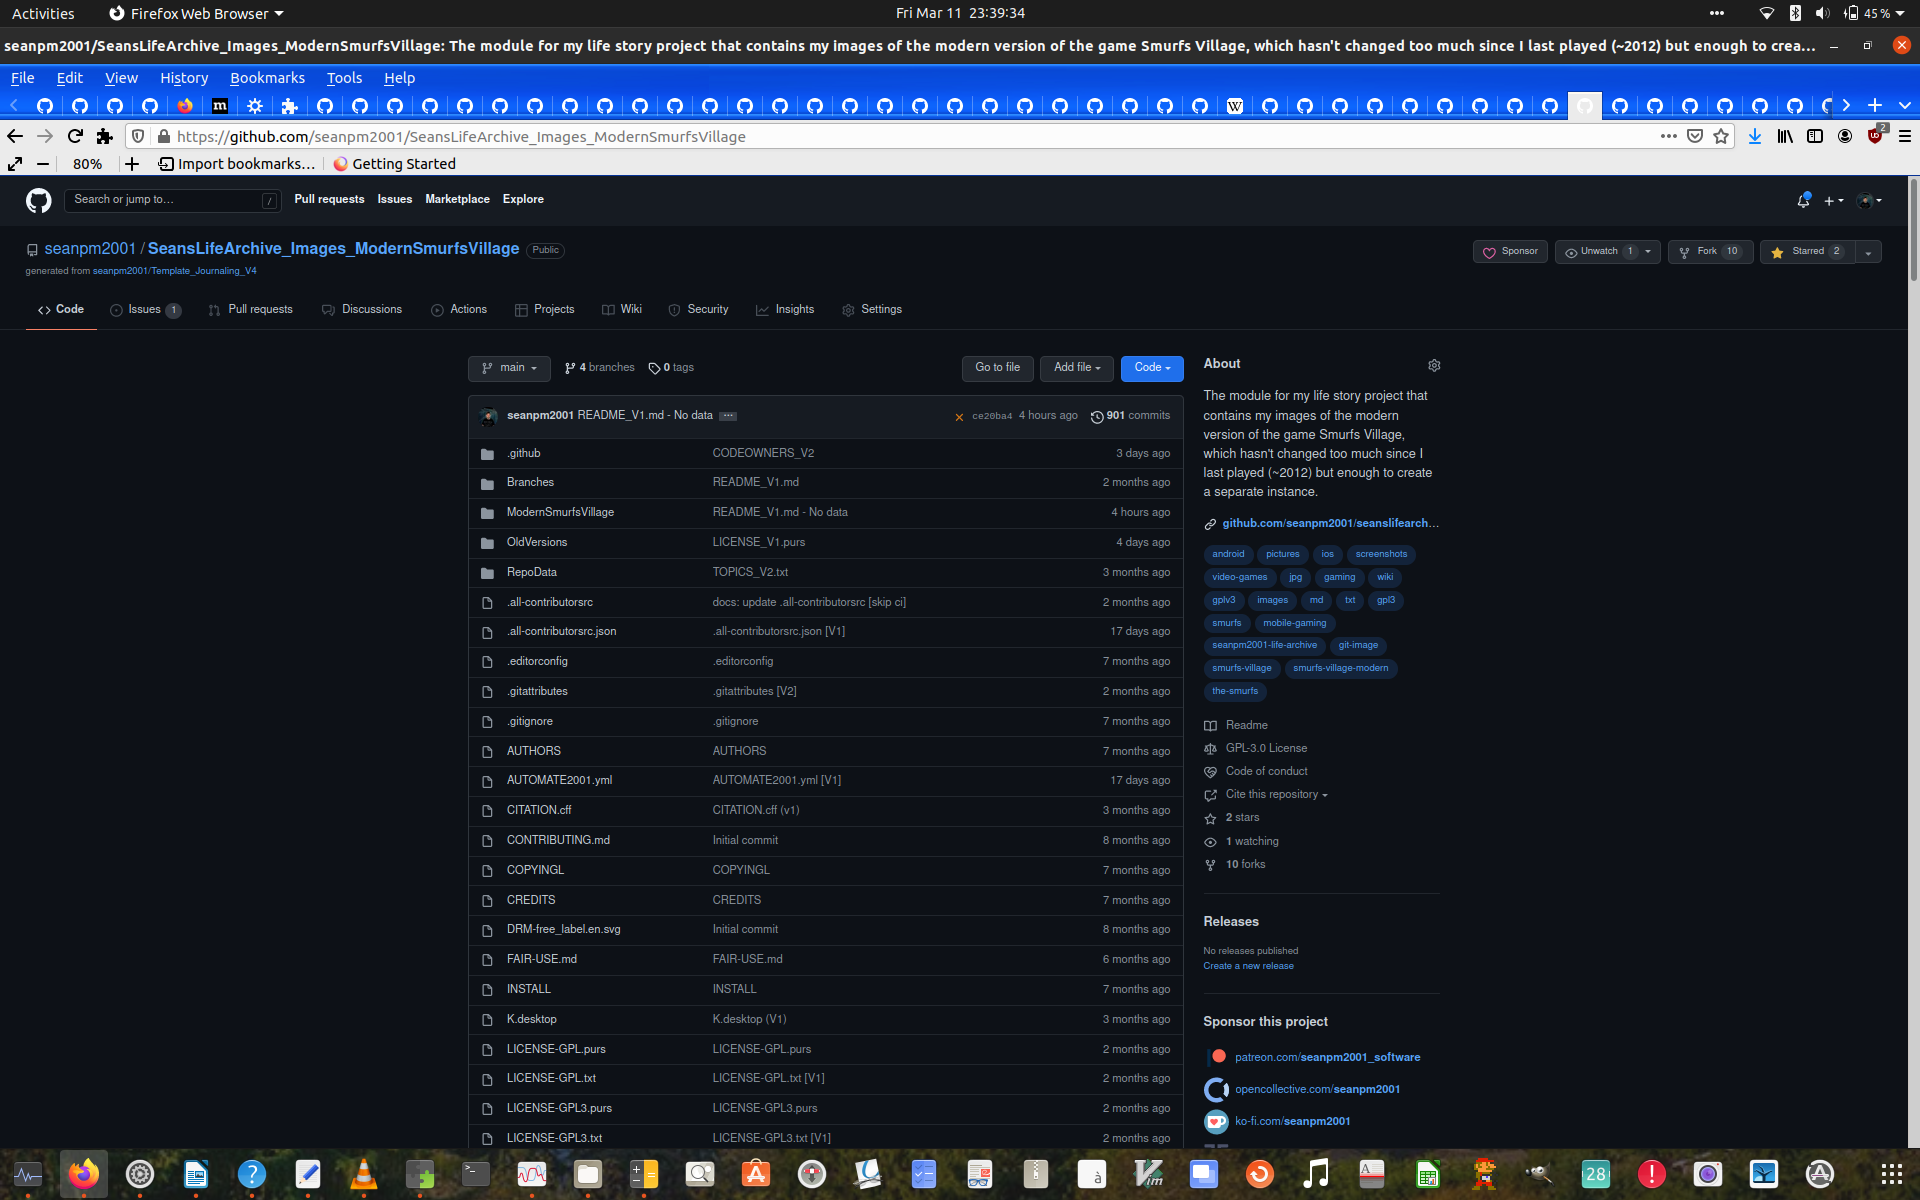 Activities
Firefox Web Browser
Fri Mar 11 23:39:34
45 %
seanpm2001/SeansLifeArchive_Images_ModernSmurfsVillage: The module for my life story project that contains my images of the modern version of the game Smurfs Village, which hasn't changed too much since I last played (~2012) but enough to crea...
File Edit View History Bookmarks Tools Help
https://github.com/seanpm2001/SeansLifeArchive_Images_ModernSmurfsVillage
2
80%
Import bookmarks...
Getting Started
Search or jump to...
/
Pull requests Issues Marketplace Explore
seanpm2001 / SeansLifeArchive_Images_ModernSmurfsVillage Public
generated from seanpm2001/Template_Journaling_V4
Sponsor
Unwatch 1
Fork 10
Starred 2
Code
Issues 1
Pull requests
Discussions
Actions
Projects
Wiki
Security
Insights
Settings
main
4 branches
0 tags
Go to file
Add file
Code
seanpm2001 README_V1.md - No data ...
ce20ba4 4 hours ago
901 commits
.github CODEOWNERS_V2 3 days ago
Branches README_V1.md 2 months ago
ModernSmurfsVillage README_V1.md - No data 4 hours ago
OldVersions LICENSE_V1.purs 4 days ago
RepoData TOPICS_V2.txt 3 months ago
.all-contributorsrc docs: update .all-contributorsrc [skip ci] 2 months ago
.all-contributorsrc.json .all-contributorsrc.json [V1] 17 days ago
.editorconfig .editorconfig 7 months ago
.gitattributes .gitattributes [V2] 2 months ago
.gitignore .gitignore 7 months ago
AUTHORS AUTHORS 7 months ago
AUTOMATE2001.yml AUTOMATE2001.yml [V1] 17 days ago
CITATION.cff CITATION.cff (v1) 3 months ago
CONTRIBUTING.md Initial commit 8 months ago
COPYINGL COPYINGL 7 months ago
CREDITS CREDITS 7 months ago
DRM-free_label.en.svg Initial commit 8 months ago
FAIR-USE.md FAIR-USE.md 6 months ago
INSTALL INSTALL 7 months ago
K.desktop K.desktop (V1) 3 months ago
LICENSE-GPL.purs LICENSE-GPL.purs 2 months ago
LICENSE-GPL.txt LICENSE-GPL.txt [V1] 2 months ago
LICENSE-GPL3.purs LICENSE-GPL3.purs 2 months ago
LICENSE-GPL3.txt LICENSE-GPL3.txt [V1] 2 months ago
About
The module for my life story project that
contains my images of the modern
version of the game Smurfs Village,
which hasn't changed too much since I
last played (~2012) but enough to create
a separate instance.
github.com/seanpm2001/seanslifearch...
android pictures ios screenshots
video-games jpg gaming wiki
gplv3 images md txt gpl3
smurfs mobile-gaming
seanpm2001-life-archive git-image
smurfs-village smurfs-village-modern
the-smurfs
Readme
GPL-3.0 License
Code of conduct
Cite this repository
2 stars
1 watching
10 forks
Releases
No releases published
Create a new release
Sponsor this project
patreon.com/seanpm2001_software
opencollective.com/seanpm2001
ko-fi.com/seanpm2001
28